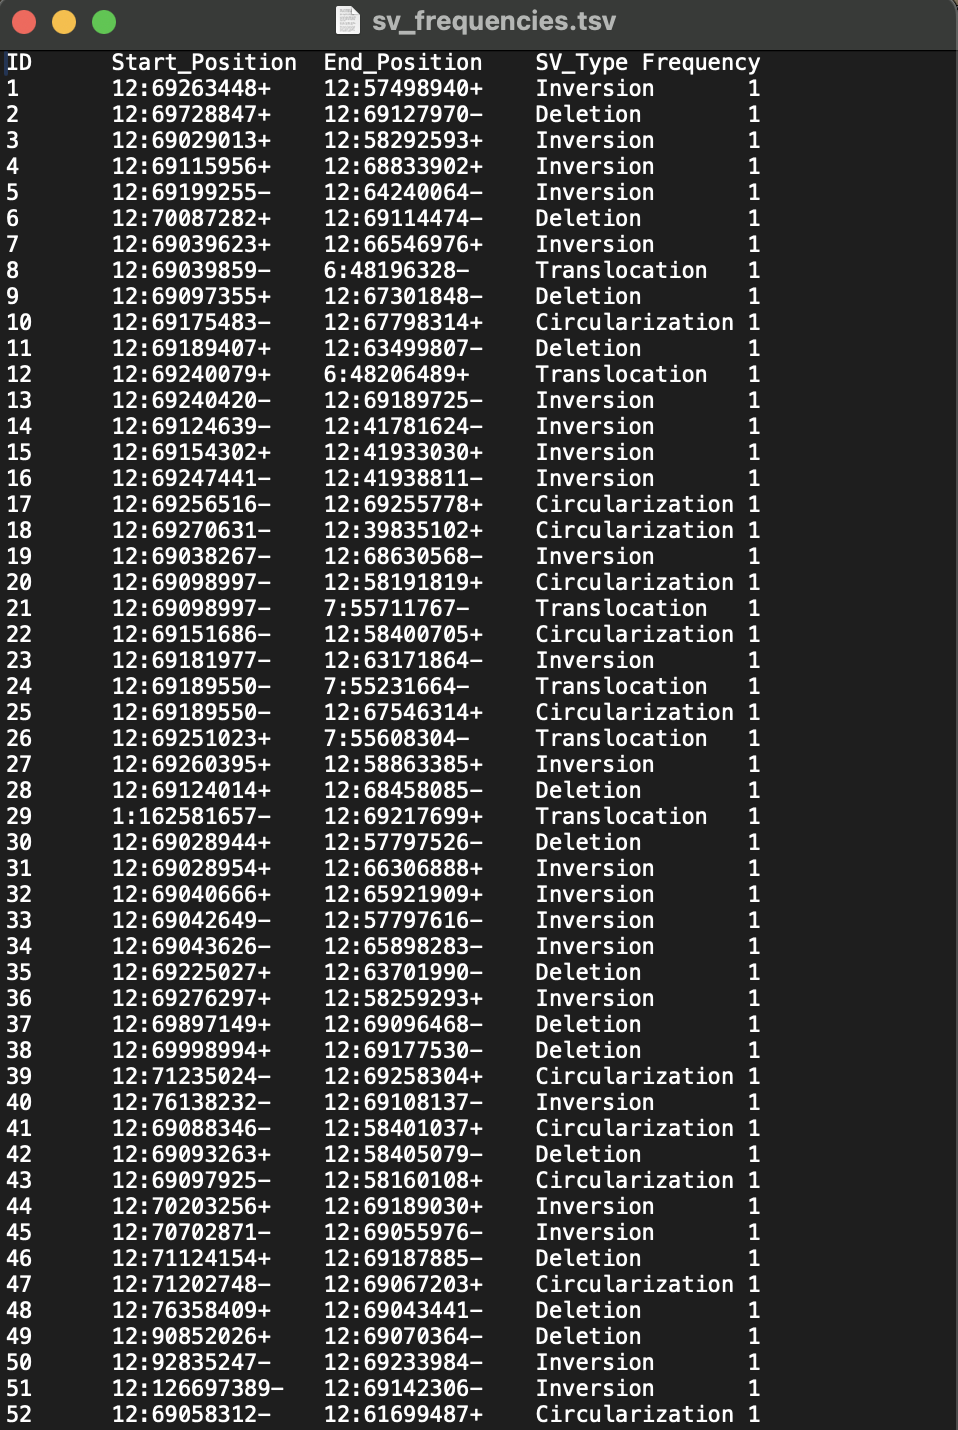 sv_frequencies.tsv
ID Start_Position End_Position SV_Type Frequency
1 12:69263448+ 12:57498940+ Inversion 1
2 12:69728847+ 12:69127970- Deletion 1
3 12:69029013+ 12:58292593+ Inversion 1
4 12:69115956+ 12:68833902+ Inversion 1
5 12:69199255- 12:64240064- Inversion 1
6 12:70087282+ 12:69114474- Deletion 1
7 12:69039623+ 12:66546976+ Inversion 1
8 12:69039859- 6:48196328- Translocation 1
9 12:69097355+ 12:67301848- Deletion 1
10 12:69175483- 12:67798314+ Circularization 1
11 12:69189407+ 12:63499807- Deletion 1
12 12:69240079+ 6:48206489+ Translocation 1
13 12:69240420- 12:69189725- Inversion 1
14 12:69124639- 12:41781624- Inversion 1
15 12:69154302+ 12:41933030+ Inversion 1
16 12:69247441- 12:41938811- Inversion 1
17 12:69256516- 12:69255778+ Circularization 1
18 12:69270631- 12:39835102+ Circularization 1
19 12:69038267- 12:68630568- Inversion 1
20 12:69098997- 12:58191819+ Circularization 1
21 12:69098997- 7:55711767- Translocation 1
22 12:69151686- 12:58400705+ Circularization 1
23 12:69181977- 12:63171864- Inversion 1
24 12:69189550- 7:55231664- Translocation 1
25 12:69189550- 12:67546314+ Circularization 1
26 12:69251023+ 7:55608304- Translocation 1
27 12:69260395+ 12:58863385+ Inversion 1
28 12:69124014+ 12:68458085- Deletion 1
29 1:162581657- 12:69217699+ Translocation 1
30 12:69028944+ 12:57797526- Deletion 1
31 12:69028954+ 12:66306888+ Inversion 1
32 12:69040666+ 12:65921909+ Inversion 1
33 12:69042649- 12:57797616- Inversion 1
34 12:69043626- 12:65898283- Inversion 1
35 12:69225027+ 12:63701990- Deletion 1
36 12:69276297+ 12:58259293+ Inversion 1
37 12:69897149+ 12:69096468- Deletion 1
38 12:69998994+ 12:69177530- Deletion 1
39 12:71235024- 12:69258304+ Circularization 1
40 12:76138232- 12:69108137- Inversion 1
41 12:69088346- 12:58401037+ Circularization 1
42 12:69093263+ 12:58405079- Deletion 1
43 12:69097925- 12:58160108+ Circularization 1
44 12:70203256+ 12:69189030+ Inversion 1
45 12:70702871- 12:69055976- Inversion 1
46 12:71124154+ 12:69187885- Deletion 1
47 12:71202748- 12:69067203+ Circularization 1
48 12:76358409+ 12:69043441- Deletion 1
49 12:90852026+ 12:69070364- Deletion 1
50 12:92835247- 12:69233984- Inversion 1
51 12:126697389- 12:69142306- Inversion 1
52 12:69058312- 12:61699487+ Circularization 1